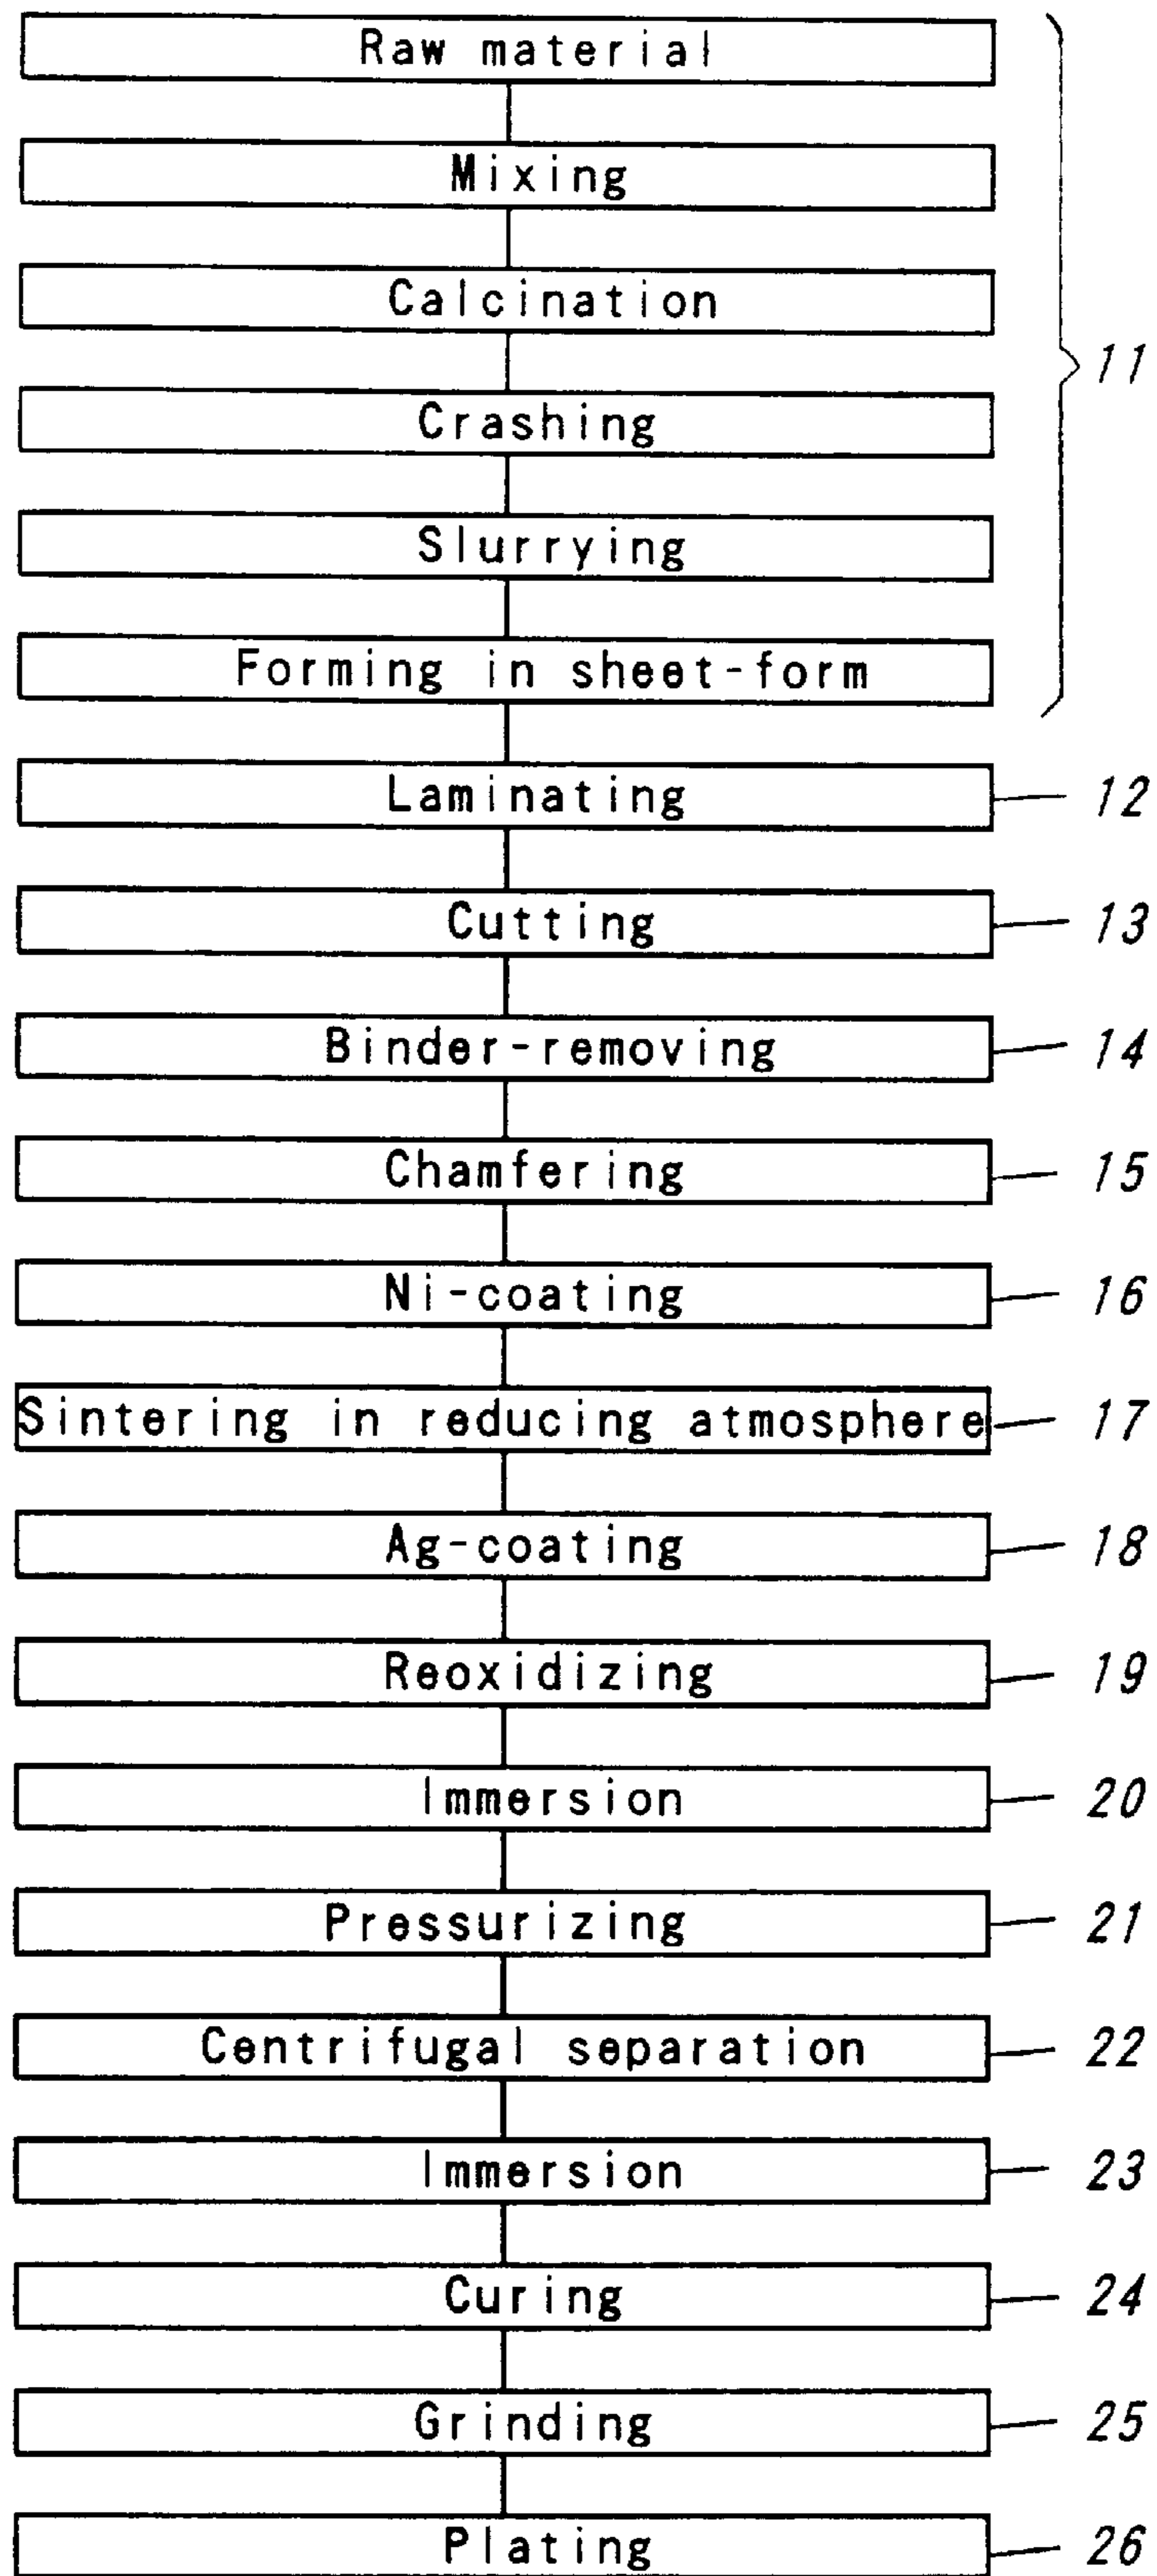 Raw material
Mixing
Calcination
11
Crashing
Slurrying
Forming in sheet-form
Laminating 12
Cutting 13
Binder-removing 14
Chamfering 15
Ni-coating 16
Sintering in reducing atmosphere 17
Ag-coating 18
Reoxidizing 19
Immersion 20
Pressurizing 21
Centrifugal separation 22
Immersion 23
Curing 24
Grinding 25
Plating 26